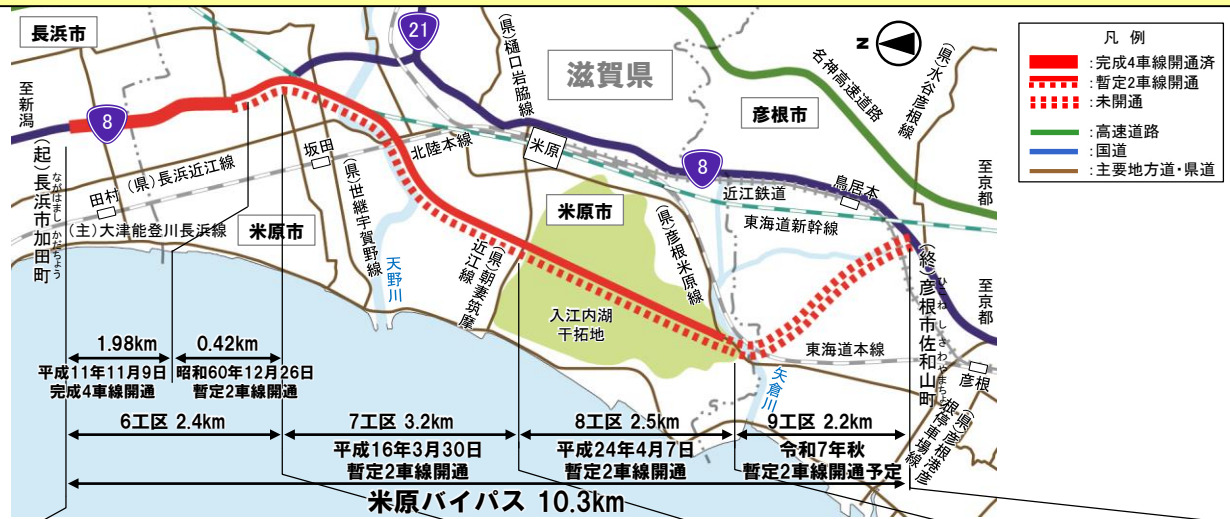 長浜市
21
(県)樋口岩脇線
滋賀県
N
名神高速道路
(県)水谷彦根線
彦根市
凡 例
:完成4車線開通済
:暫定2車線開通
:未開通
:高速道路
:国道
:主要地方道・県道
至新潟
8
坂田
北陸本線
米原
8
近江鉄道
鳥居本
東海道新幹線
至京都
(起)長浜市加田町
ながはまし かだちょう
田村
(県)長浜近江線
(主)大津能登川長浜線
米原市
(県)世継宇賀野線
天野川
(県)朝妻筑摩近江線
米原市
(県)彦根米原線
入江内湖
干拓地
矢倉川
東海道本線
(終)彦根市佐和山町
ひこねしさわやまちょう
至京都
彦根
(県)彦根港彦根停車場線
1.98km
0.42km
平成11年11月9日
完成4車線開通
昭和60年12月26日
暫定2車線開通
6工区 2.4km
7工区 3.2km
8工区 2.5km
9工区 2.2km
平成16年3月30日
暫定2車線開通
平成24年4月7日
暫定2車線開通
令和7年秋
暫定2車線開通予定
米原バイパス 10.3km